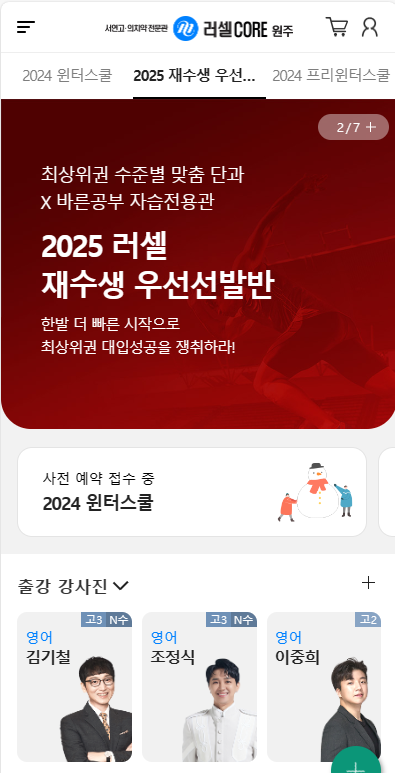 서연고·의치약 전문관 러셀CORE 원주
2024 윈터스쿨 2025 재수생 우선... 2024 프리윈터스쿨
2/7 +
최상위권 수준별 맞춤 단과
X 바른공부 자습전용관
2025 러셀
재수생 우선선발반
한발 더 빠른 시작으로
최상위권 대입성공을 쟁취하라!
사전 예약 접수 중
2024 윈터스쿨
출강 강사진
고3 N수
영어
김기철
고3 N수
영어
조정식
고2
영어
이중희